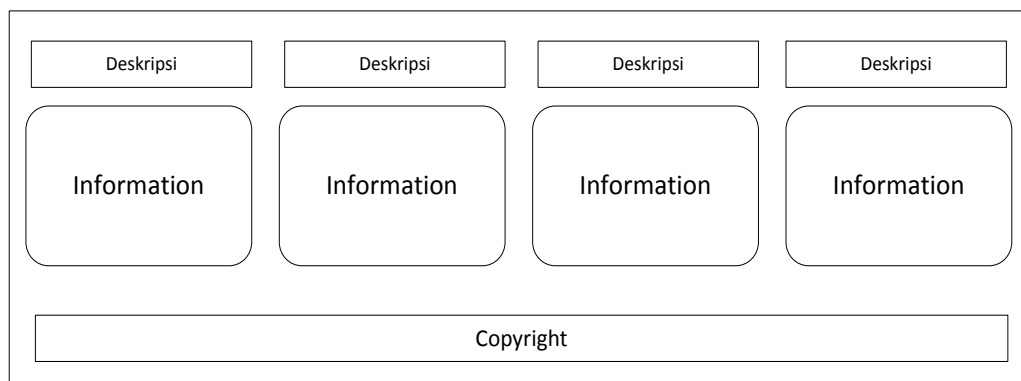 Deskripsi
Deskripsi
Deskripsi
Deskripsi
Information
Information
Information
Information
Copyright